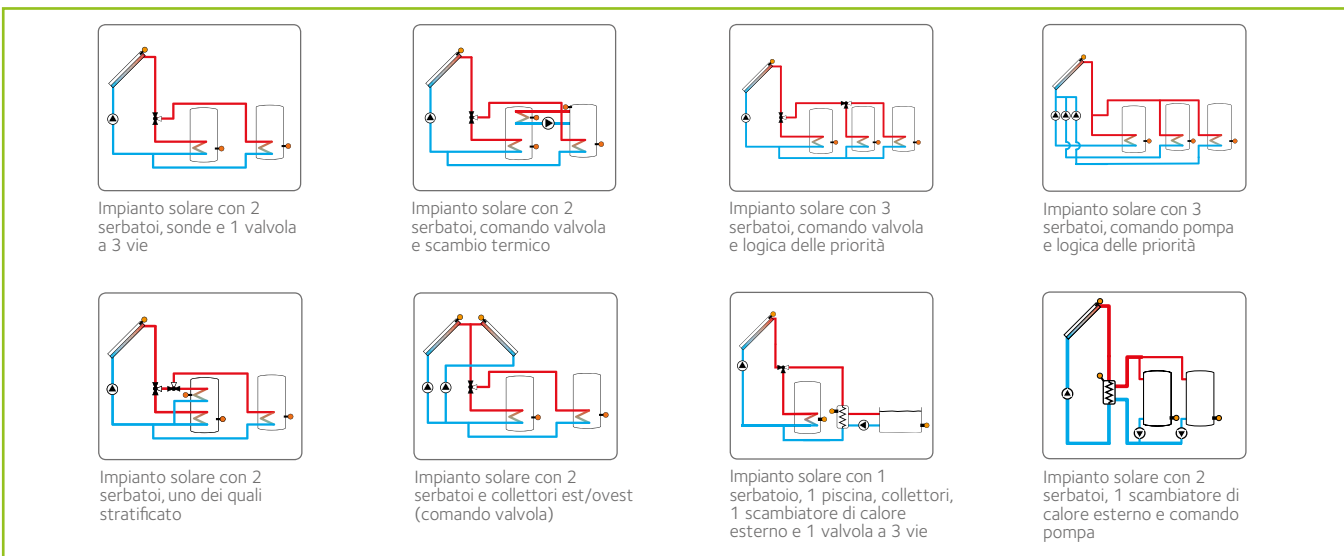 Impianto solare con 2
serbatoi, sonde e 1 valvola
a 3 vie
Impianto solare con 2
serbatoi, comando valvola
e scambio termico
Impianto solare con 3
serbatoi, comando valvola
e logica delle priorità
Impianto solare con 3
serbatoi, comando pompa
e logica delle priorità
Impianto solare con 2
serbatoi, uno dei quali
stratificato
Impianto solare con 2
serbatoi e collettori est/ovest
(comando valvola)
Impianto solare con 1
serbatoio, 1 piscina, collettori,
1 scambiatore di calore
esterno e 1 valvola a 3 vie
Impianto solare con 2
serbatoi, 1 scambiatore di
calore esterno e comando
pompa